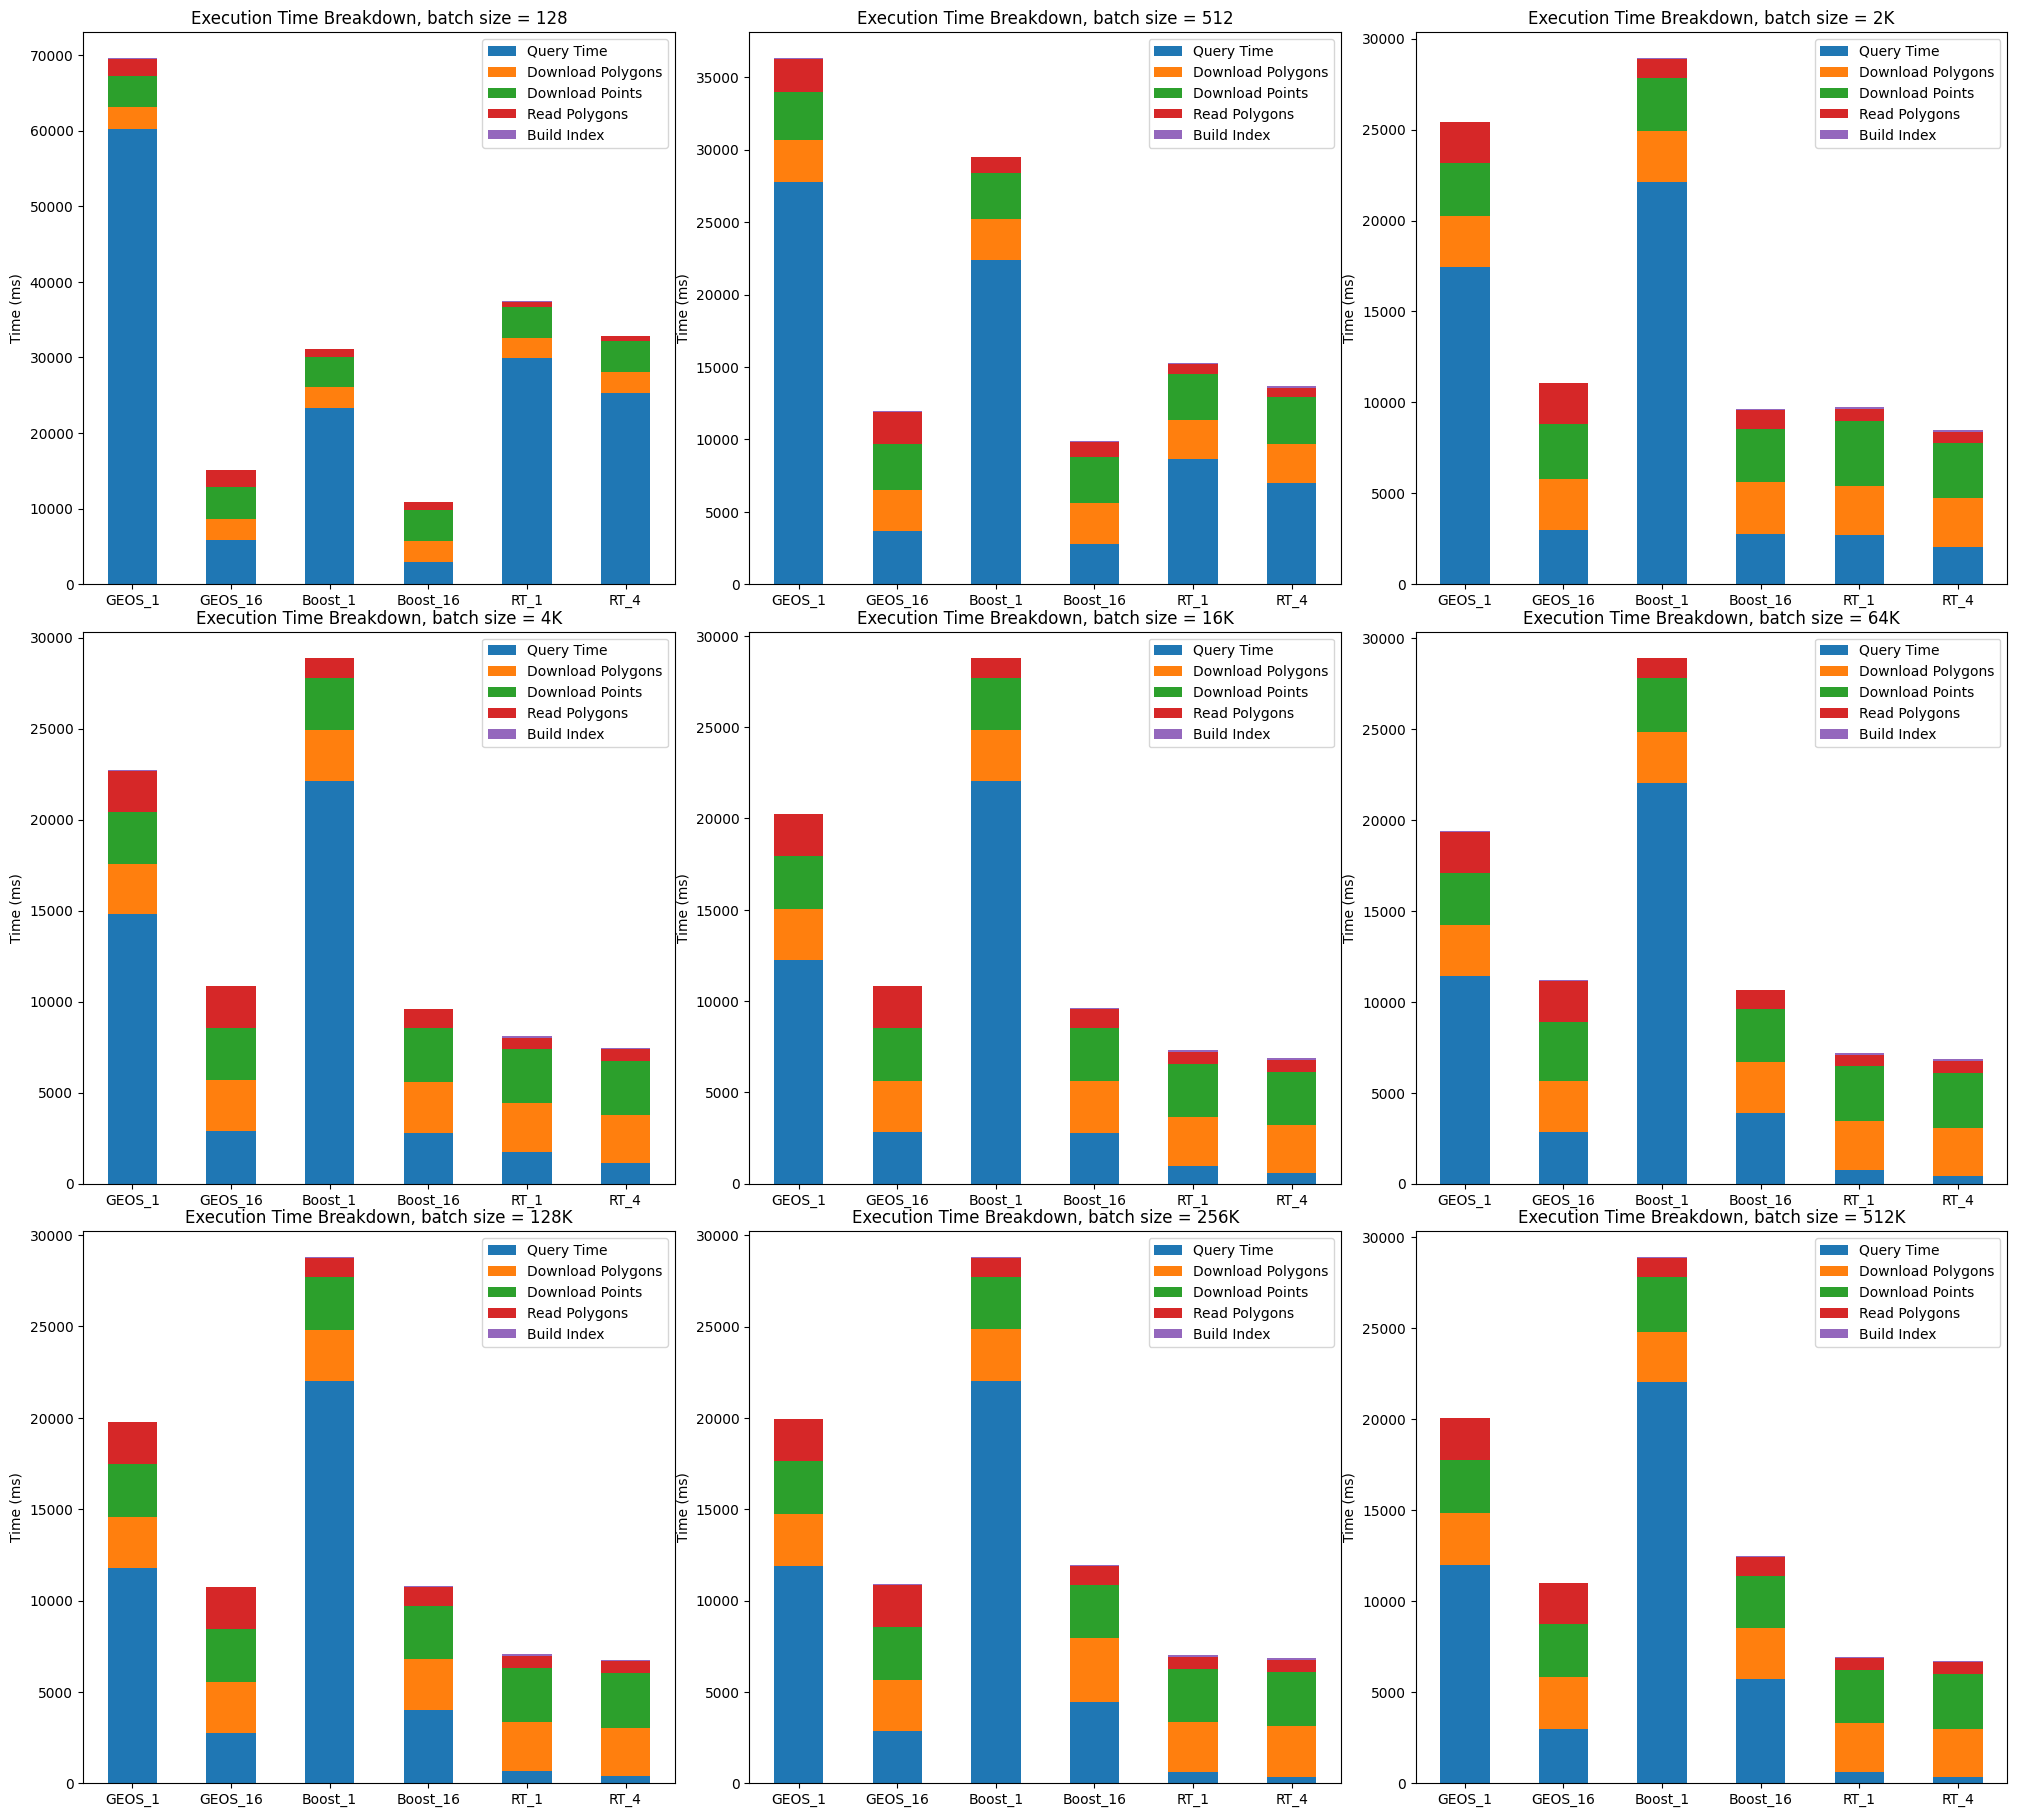 Execution Time Breakdown, batch size = 128
Time (ms)
70000
60000
50000
40000
30000
20000
10000
0
Query Time
Download Polygons
Download Points
Read Polygons
Build Index
GEOS_1 GEOS_16 Boost_1 Boost_16 RT_1 RT_4
Execution Time Breakdown, batch size = 512
Time (ms)
35000
30000
25000
20000
15000
10000
5000
0
Query Time
Download Polygons
Download Points
Read Polygons
Build Index
GEOS_1 GEOS_16 Boost_1 Boost_16 RT_1 RT_4
Execution Time Breakdown, batch size = 2K
Time (ms)
30000
25000
20000
15000
10000
5000
0
Query Time
Download Polygons
Download Points
Read Polygons
Build Index
GEOS_1 GEOS_16 Boost_1 Boost_16 RT_1 RT_4
Execution Time Breakdown, batch size = 4K
Time (ms)
30000
25000
20000
15000
10000
5000
0
Query Time
Download Polygons
Download Points
Read Polygons
Build Index
GEOS_1 GEOS_16 Boost_1 Boost_16 RT_1 RT_4
Execution Time Breakdown, batch size = 16K
Time (ms)
30000
25000
20000
15000
10000
5000
0
Query Time
Download Polygons
Download Points
Read Polygons
Build Index
GEOS_1 GEOS_16 Boost_1 Boost_16 RT_1 RT_4
Execution Time Breakdown, batch size = 64K
Time (ms)
30000
25000
20000
15000
10000
5000
0
Query Time
Download Polygons
Download Points
Read Polygons
Build Index
GEOS_1 GEOS_16 Boost_1 Boost_16 RT_1 RT_4
Execution Time Breakdown, batch size = 128K
Time (ms)
30000
25000
20000
15000
10000
5000
0
Query Time
Download Polygons
Download Points
Read Polygons
Build Index
GEOS_1 GEOS_16 Boost_1 Boost_16 RT_1 RT_4
Execution Time Breakdown, batch size = 256K
Time (ms)
30000
25000
20000
15000
10000
5000
0
Query Time
Download Polygons
Download Points
Read Polygons
Build Index
GEOS_1 GEOS_16 Boost_1 Boost_16 RT_1 RT_4
Execution Time Breakdown, batch size = 512K
Time (ms)
30000
25000
20000
15000
10000
5000
0
Query Time
Download Polygons
Download Points
Read Polygons
Build Index
GEOS_1 GEOS_16 Boost_1 Boost_16 RT_1 RT_4